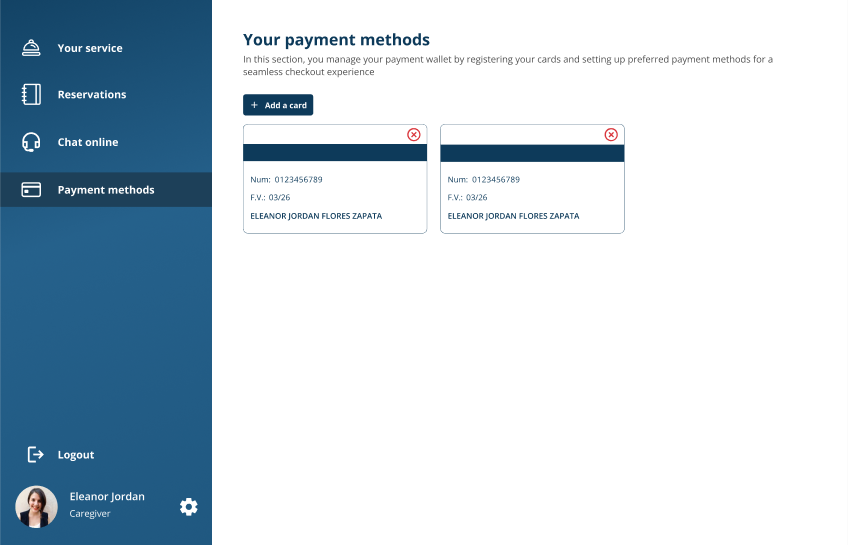 Your service
Reservations
Chat online
Payment methods
Logout
Eleanor Jordan
Caregiver
Your payment methods
In this section, you manage your payment wallet by registering your cards and setting up preferred payment methods for a
seamless checkout experience
+ Add a card
Num: 0123456789
F.V.: 03/26
ELEANOR JORDAN FLORES ZAPATA
Num: 0123456789
F.V.: 03/26
ELEANOR JORDAN FLORES ZAPATA